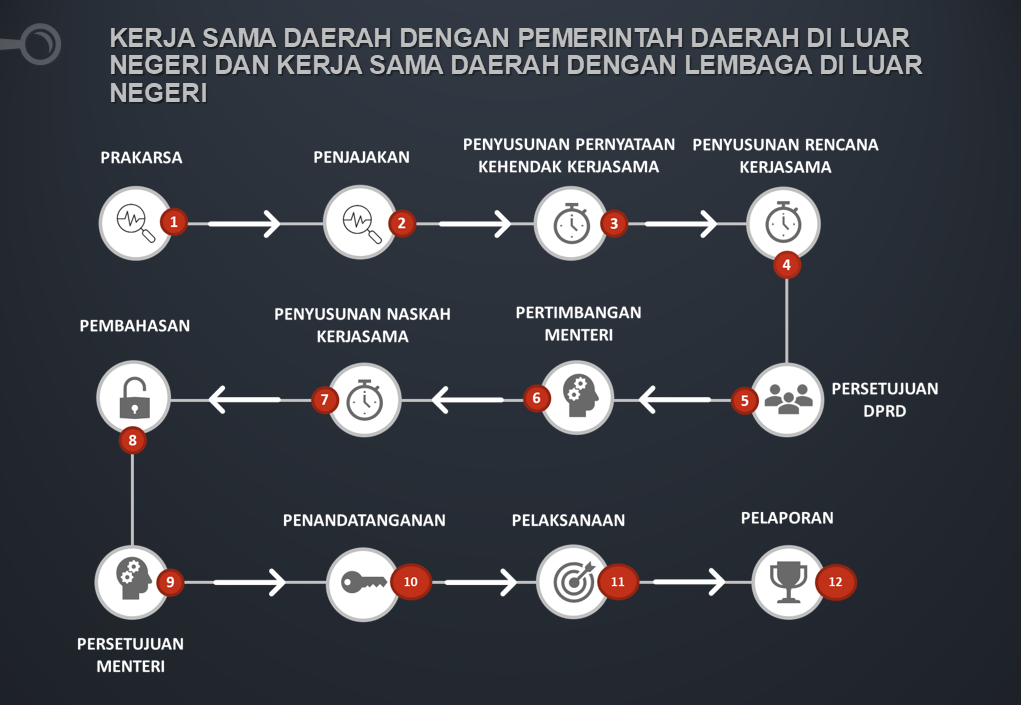 KERJA SAMA DAERAH DENGAN PEMERINTAH DAERAH DI LUAR
NEGERI DAN KERJA SAMA DAERAH DENGAN LEMBAGA DI LUAR
NEGERI
PRAKARSA
1
PENJAJAKAN
2
PENYUSUNAN PERNYATAAN
KEHENDAK KERJASAMA
3
PENYUSUNAN RENCANA
KERJASAMA
4
PERSETUJUAN
DPRD
5
PERTIMBANGAN
MENTERI
6
PENYUSUNAN NASKAH
KERJASAMA
7
PEMBAHASAN
8
PERSETUJUAN
MENTERI
9
PENANDATANGANAN
10
PELAKSANAAN
11
PELAPORAN
12